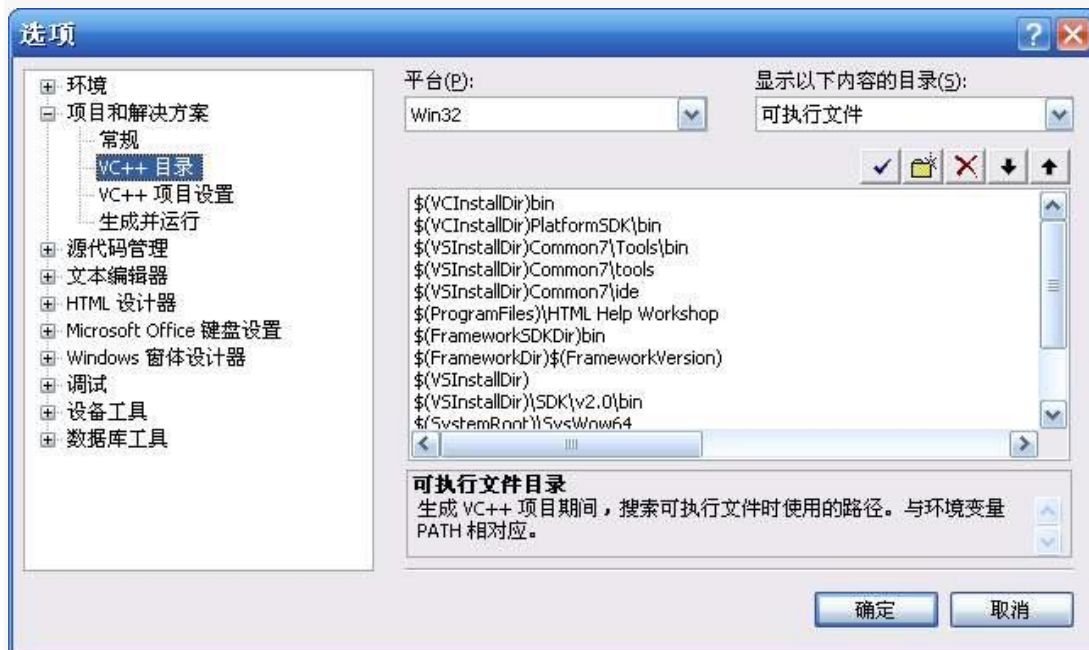 选项
环境
项目和解决方案
常规
VC++ 目录
VC++ 项目设置
生成并运行
源代码管理
文本编辑器
HTML 设计器
Microsoft Office 键盘设置
Windows 窗体设计器
调试
设备工具
数据库工具
平台(P):
Win32
显示以下内容的目录(S):
可执行文件
$(VCInstallDir)bin
$(VCInstallDir)PlatformSDK\bin
$(VSInstallDir)Common7\Tools\bin
$(VSInstallDir)Common7\tools
$(VSInstallDir)Common7\ide
$(ProgramFiles)\HTML Help Workshop
$(FrameworkSDKDir)bin
$(FrameworkDir)$(FrameworkVersion)
$(VSInstallDir)
$(VSInstallDir)\SDK\v2.0\bin
$(SystemRoot)\SysWow64
可执行文件目录
生成 VC++ 项目期间，搜索可执行文件时使用的路径。与环境变量
PATH 相对应。
确定
取消